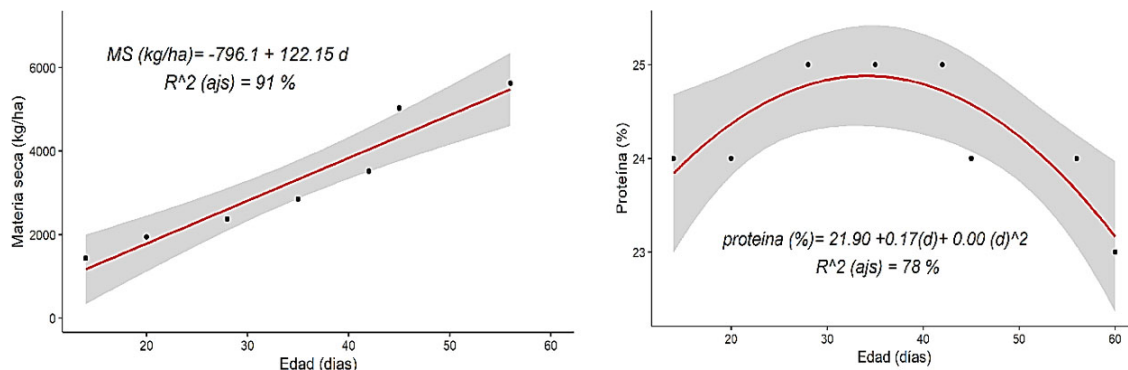 MS (kg/ha)= -796.1 + 122.15 d
R^2 (ajs) = 91 %
Materia seca (kg/ha)
6000
4000
2000
0
20
30
40
50
60
Edad (dias)
25
24
23
Proteína (%)
proteina (%)= 21.90 +0.17(d)+ 0.00 (d)^2
R^2 (ajs) = 78 %
20
30
40
50
60
Edad (días)